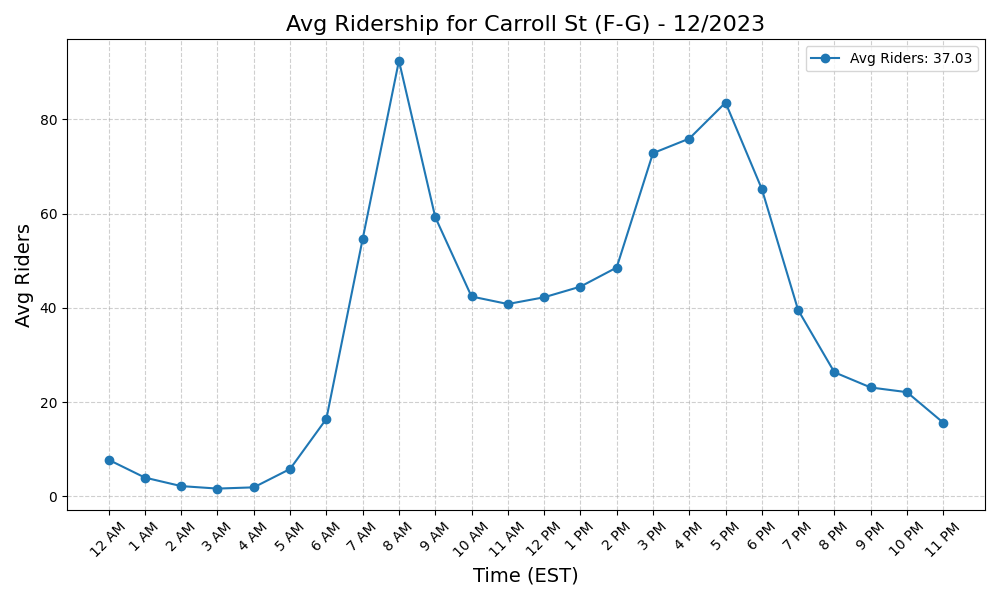 Avg Ridership for Carroll St (F-G) - 12/2023
Avg Riders: 37.03
Avg Riders
80
60
40
20
0
12 AM
1 AM
2 AM
3 AM
4 AM
5 AM
6 AM
7 AM
8 AM
9 AM
10 AM
11 AM
12 PM
1 PM
2 PM
3 PM
4 PM
5 PM
6 PM
7 PM
8 PM
9 PM
10 PM
11 PM
Time (EST)